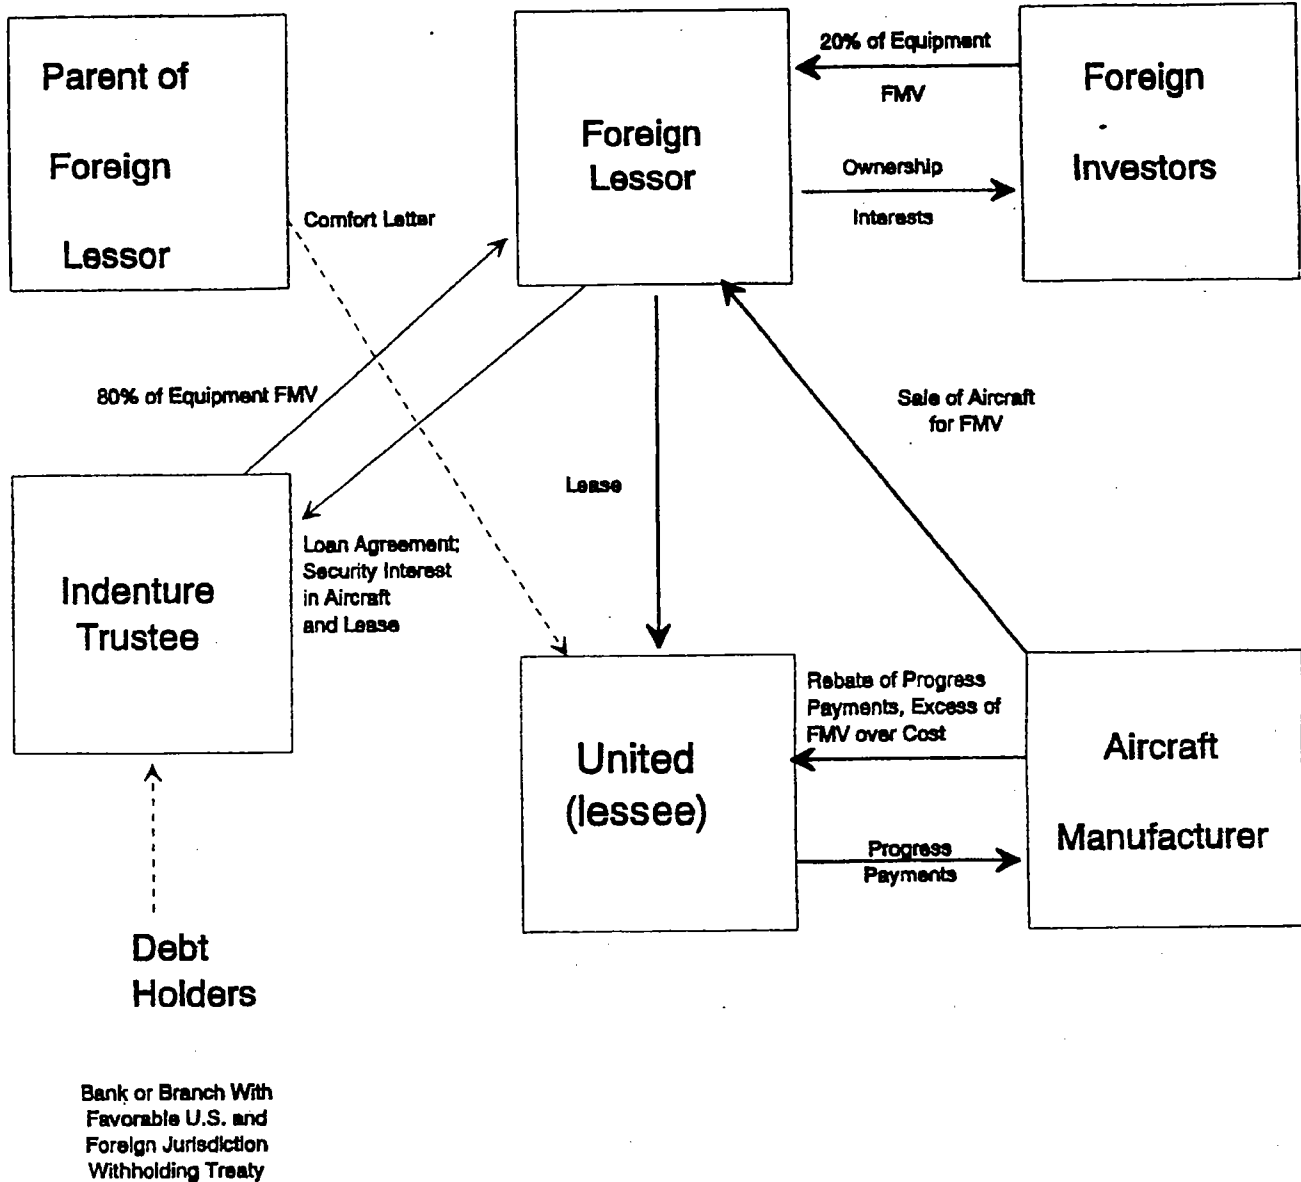 Parent of
Foreign
Lessor
Foreign
Lessor
20% of Equipment
FMV
Ownership
Interests
Foreign
Investors
Comfort Letter
80% of Equipment FMV
Sale of Aircraft
for FMV
Lease
Indenture
Trustee
Loan Agreement;
Security Interest
in Aircraft
and Lease
United
(lessee)
Rebate of Progress
Payments, Excess of
FMV over Cost
Progress
Payments
Aircraft
Manufacturer
Debt
Holders
Bank or Branch With
Favorable U.S. and
Foreign Jurisdiction
Withholding Treaty